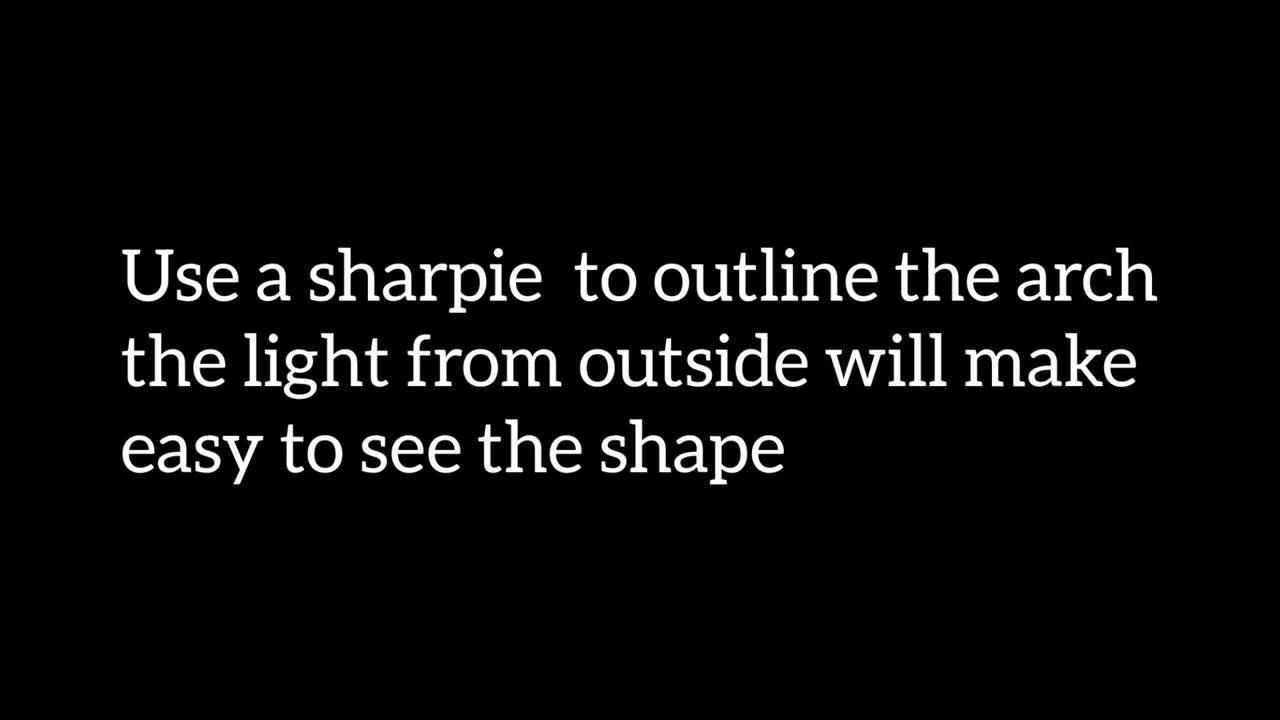 Use a sharpie  to outline the arch
the light from outside will make
easy to see the shape